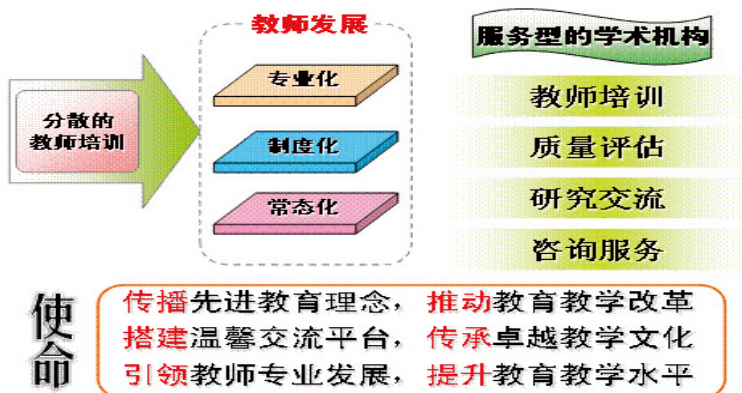 教师发展
服务型的学术机构
分散的
教师培训
专业化
制度化
常态化
教师培训
质量评估
研究交流
咨询服务
使命
传播先进教育理念，推动教育教学改革
搭建温馨交流平台，传承卓越教学文化
引领教师专业发展，提升教育教学水平